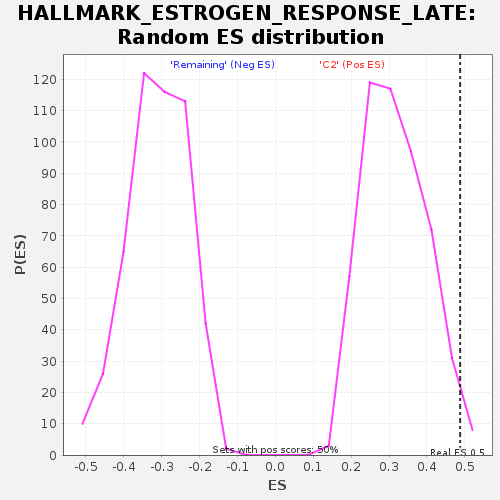 HALLMARK_ESTROGEN_RESPONSE_LATE:
Random ES distribution
'Remaining' (Neg ES) 'C2' (Pos ES)
P(ES)
120
110
100
90
80
70
60
50
40
30
20
10
0
Sets with pos scores: 50%
Real ES 0.5
-0.5 -0.4 -0.3 -0.2 -0.1 0.0 0.1 0.2 0.3 0.4 0.5
ES